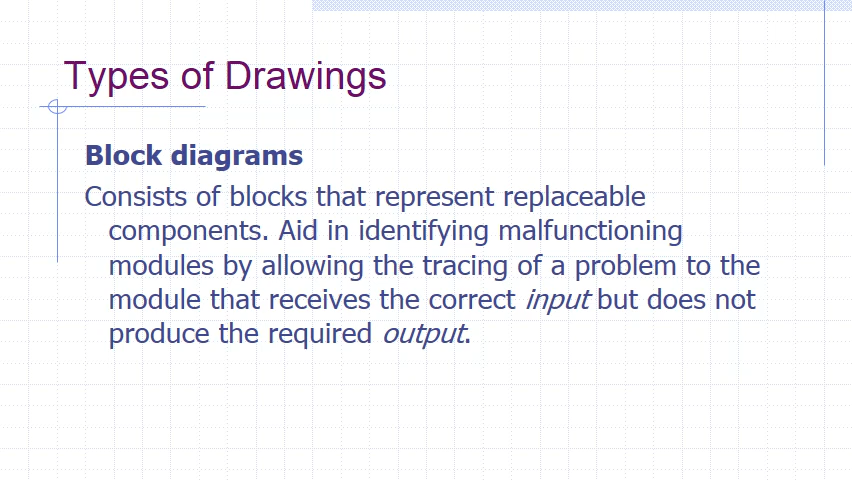 Types of Drawings
Block diagrams
Consists of blocks that represent replaceable
components. Aid in identifying malfunctioning
modules by allowing the tracing of a problem to the
module that receives the correct input but does not
produce the required output.